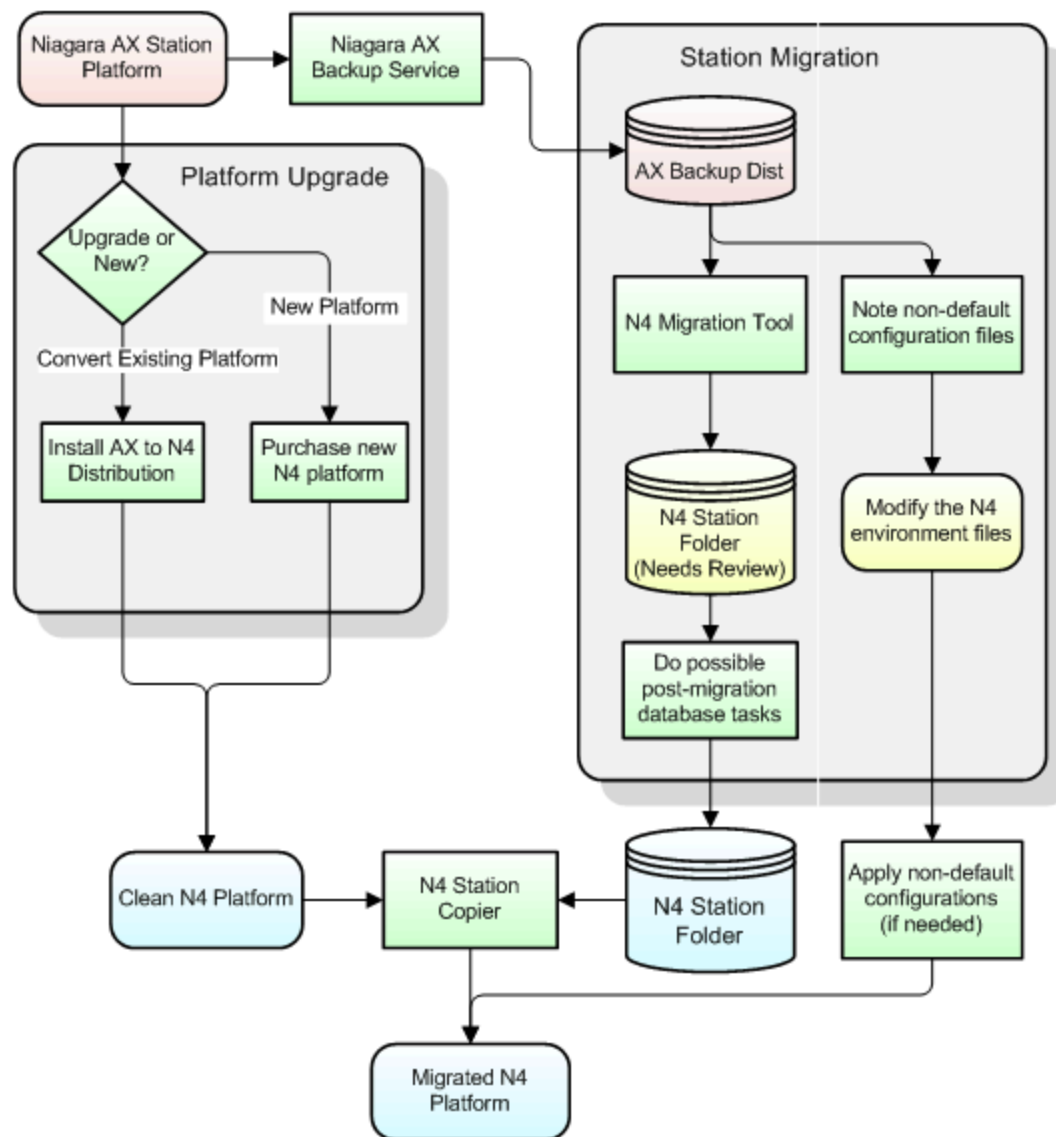 Niagara AX Station
Platform
Niagara AX
Backup Service
Station Migration
AX Backup Dist
Platform Upgrade
Upgrade or
New?
New Platform
Convert Existing Platform
Install AX to N4
Distribution
Purchase new
N4 platform
N4 Migration Tool
Note non-default
configuration files
N4 Station
Folder
(Needs Review)
Modify the N4
environment files
Do possible
post-migration
database tasks
Clean N4 Platform
N4 Station
Copier
N4 Station
Folder
Apply non-default
configurations
(if needed)
Migrated N4
Platform